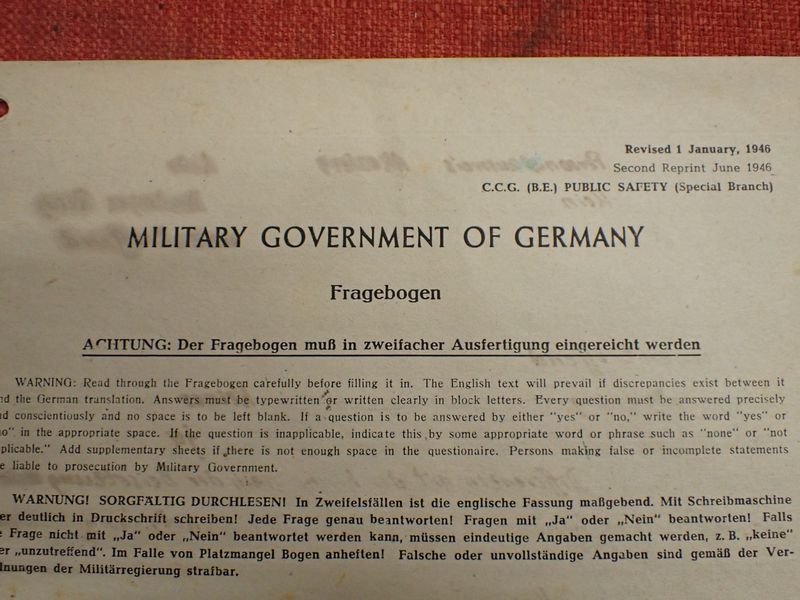 Revised 1 January, 1946
Second Reprint June 1946
C.C.G. (B.E.) PUBLIC SAFETY (Special Branch)
MILITARY GOVERNMENT OF GERMANY
Fragebogen
ACHTUNG: Der Fragebogen muß in zweifacher Ausfertigung eingereicht werden
WARNING: Read through the Fragebogen carefully before filling it in. The English text will prevail if discrepancies exist between it
nd the German translation. Answers must be typewritten or written clearly in block letters. Every question must be answered precisely
nd conscientiously and no space is to be left blank. If a question is to be answered by either "yes" or "no," write the word "yes" or
no" in the appropriate space. If the question is inapplicable, indicate this by some appropriate word or phrase such as "none" or "not
plicable." Add supplementary sheets if there is not enough space in the questionaire. Persons making false or incomplete statements
e liable to prosecution by Military Government.
WARNUNG! SORGFÄLTIG DURCHLESEN! In Zweifelsfällen ist die englische Fassung maßgebend. Mit Schreibmaschine
er deutlich in Druckschrift schreiben! Jede Frage genau beantworten! Fragen mit „Ja" oder „Nein" beantworten! Falls
e Frage nicht mit „Ja" oder „Nein" beantwortet werden kann, müssen eindeutige Angaben gemacht werden, z. B. „keine"
er „unzutreffend". Im Falle von Platzmangel Bogen anheften! Falsche oder unvollständige Angaben sind gemäß der Ver-
dnungen der Militärregierung strafbar.